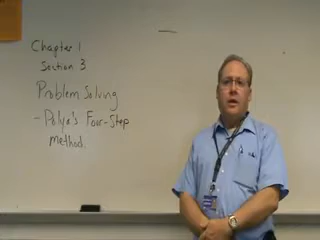 Chapter 1
Section 3
Problem Solving
- Polya's Four-Step
method.